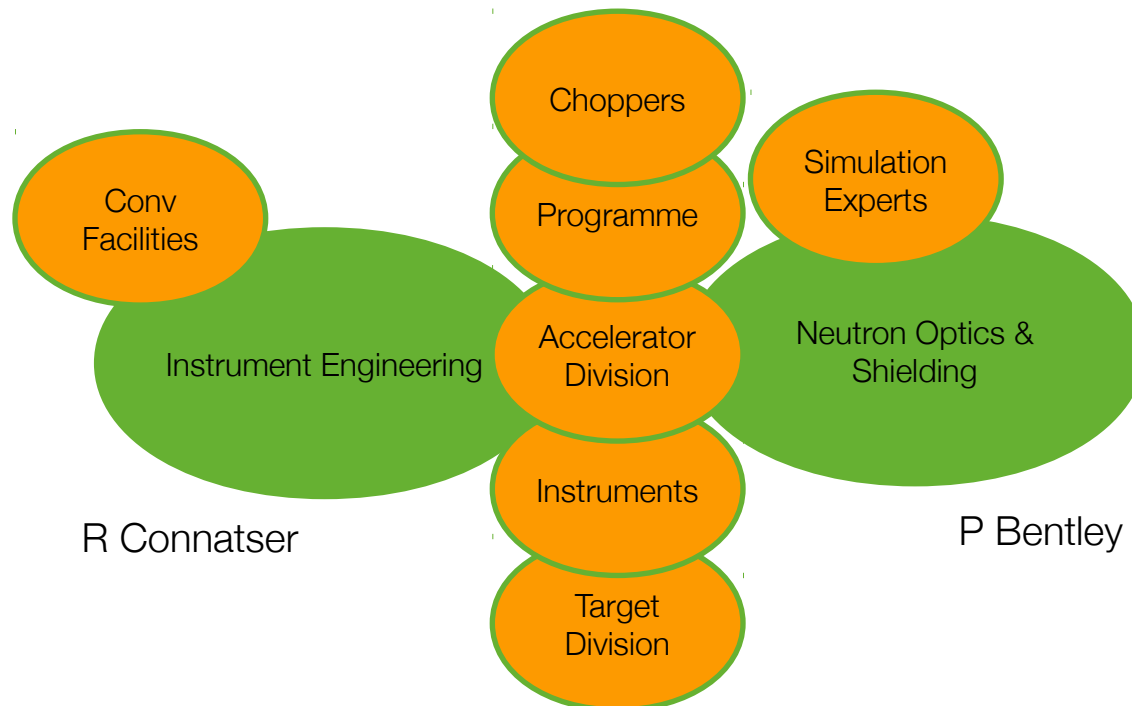 Choppers
Simulation
Experts
Conv
Facilities
Programme
Instrument Engineering
Accelerator
Division
Neutron Optics &
Shielding
Instruments
R Connatser
P Bentley
Target
Division